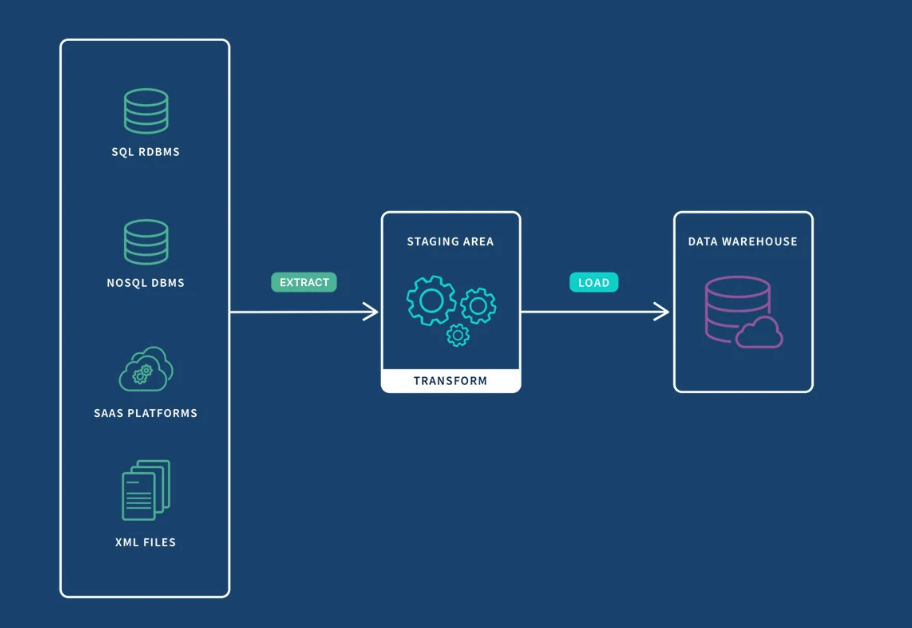 SQL RDBMS
NOSQL DBMS
SAAS PLATFORMS
XML FILES
EXTRACT
STAGING AREA
TRANSFORM
LOAD
DATA WAREHOUSE